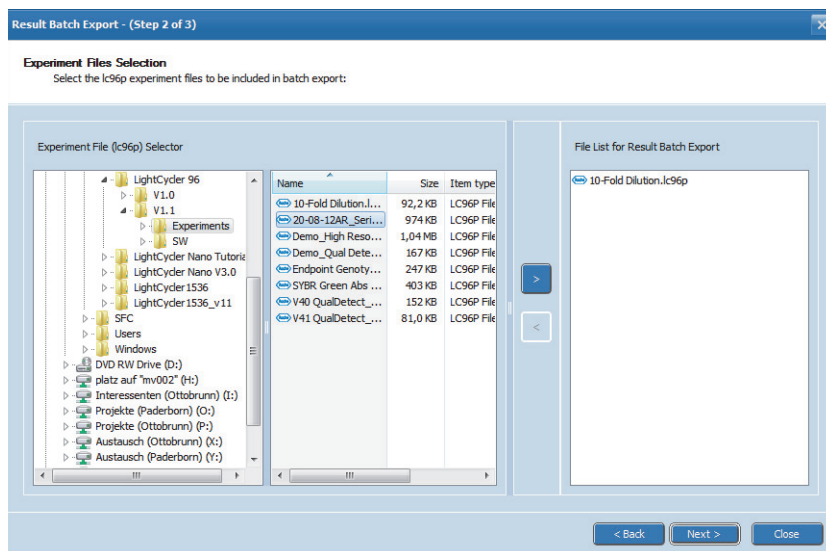 Result Batch Export - (Step 2 of 3)
Experiment Files Selection
Select the lc96p experiment files to be included in batch export:
Experiment File (lc96p) Selector
LightCycler 96
V1.0
V1.1
Experiments
SW
LightCycler Nano Tutoria
LightCycler Nano V3.0
LightCycler1536
LightCycler1536_v11
SFC
Users
Windows
DVD RW Drive (D:)
platz auf "mv002" (H:)
Interessenten (Ottobrunn) (I:)
Projekte (Paderborn) (O:)
Projekte (Ottobrunn) (P:)
Austausch (Ottobrunn) (X:)
Austausch (Paderborn) (Y:)
Name Size Item type
10-Fold Dilution.l... 92,2 KB LC96P File
20-08-12AR_Seri... 974 KB LC96P File
Demo_High Reso... 1,04 MB LC96P File
Demo_Qual Dete... 167 KB LC96P File
Endpoint Genoty... 247 KB LC96P File
SYBR Green Abs ... 403 KB LC96P File
V40 QualDetect_... 152 KB LC96P File
V41 QualDetect_... 81,0 KB LC96P File
>
<
File List for Result Batch Export
10-Fold Dilution.lc96p
< Back
Next >
Close